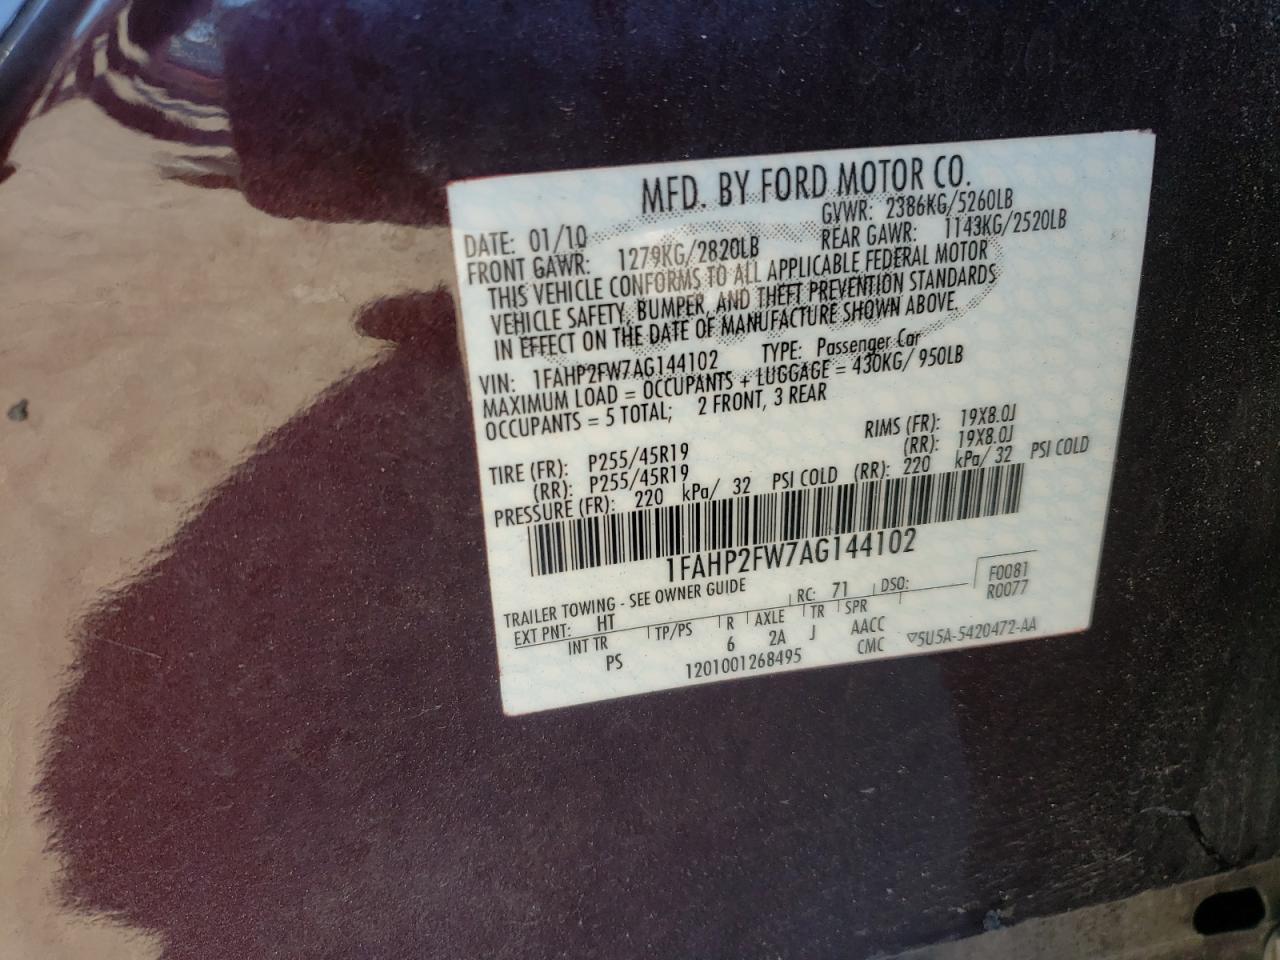 MFD. BY FORD MOTOR CO.
DATE: 01/10 GVWR: 2386KG/5260LB
FRONT GAWR: 1279KG/2820LB REAR GAWR: 1143KG/2520LB
THIS VEHICLE CONFORMS TO ALL APPLICABLE FEDERAL MOTOR
VEHICLE SAFETY, BUMPER, AND THEFT PREVENTION STANDARDS
IN EFFECT ON THE DATE OF MANUFACTURE SHOWN ABOVE.
VIN: 1FAHP2FW7AG144102 TYPE: Passenger Car
MAXIMUM LOAD = OCCUPANTS + LUGGAGE = 430KG/ 950LB
OCCUPANTS = 5 TOTAL; 2 FRONT, 3 REAR
TIRE (FR): P255/45R19 RIMS (FR): 19X8.0J
(RR): P255/45R19 (RR): 19X8.0J
PRESSURE (FR): 220 kPa/ 32 PSI COLD (RR): 220 kPa/ 32 PSI COLD
1FAHP2FW7AG144102
TRAILER TOWING - SEE OWNER GUIDE
EXT PNT: HT RC: 71 DSO: F0081
R0077
INT TR TP/PS R AXLE TR SPR
PS 6 2A J AACC
1201001268495 CMC ▽5U5A-5420472-AA